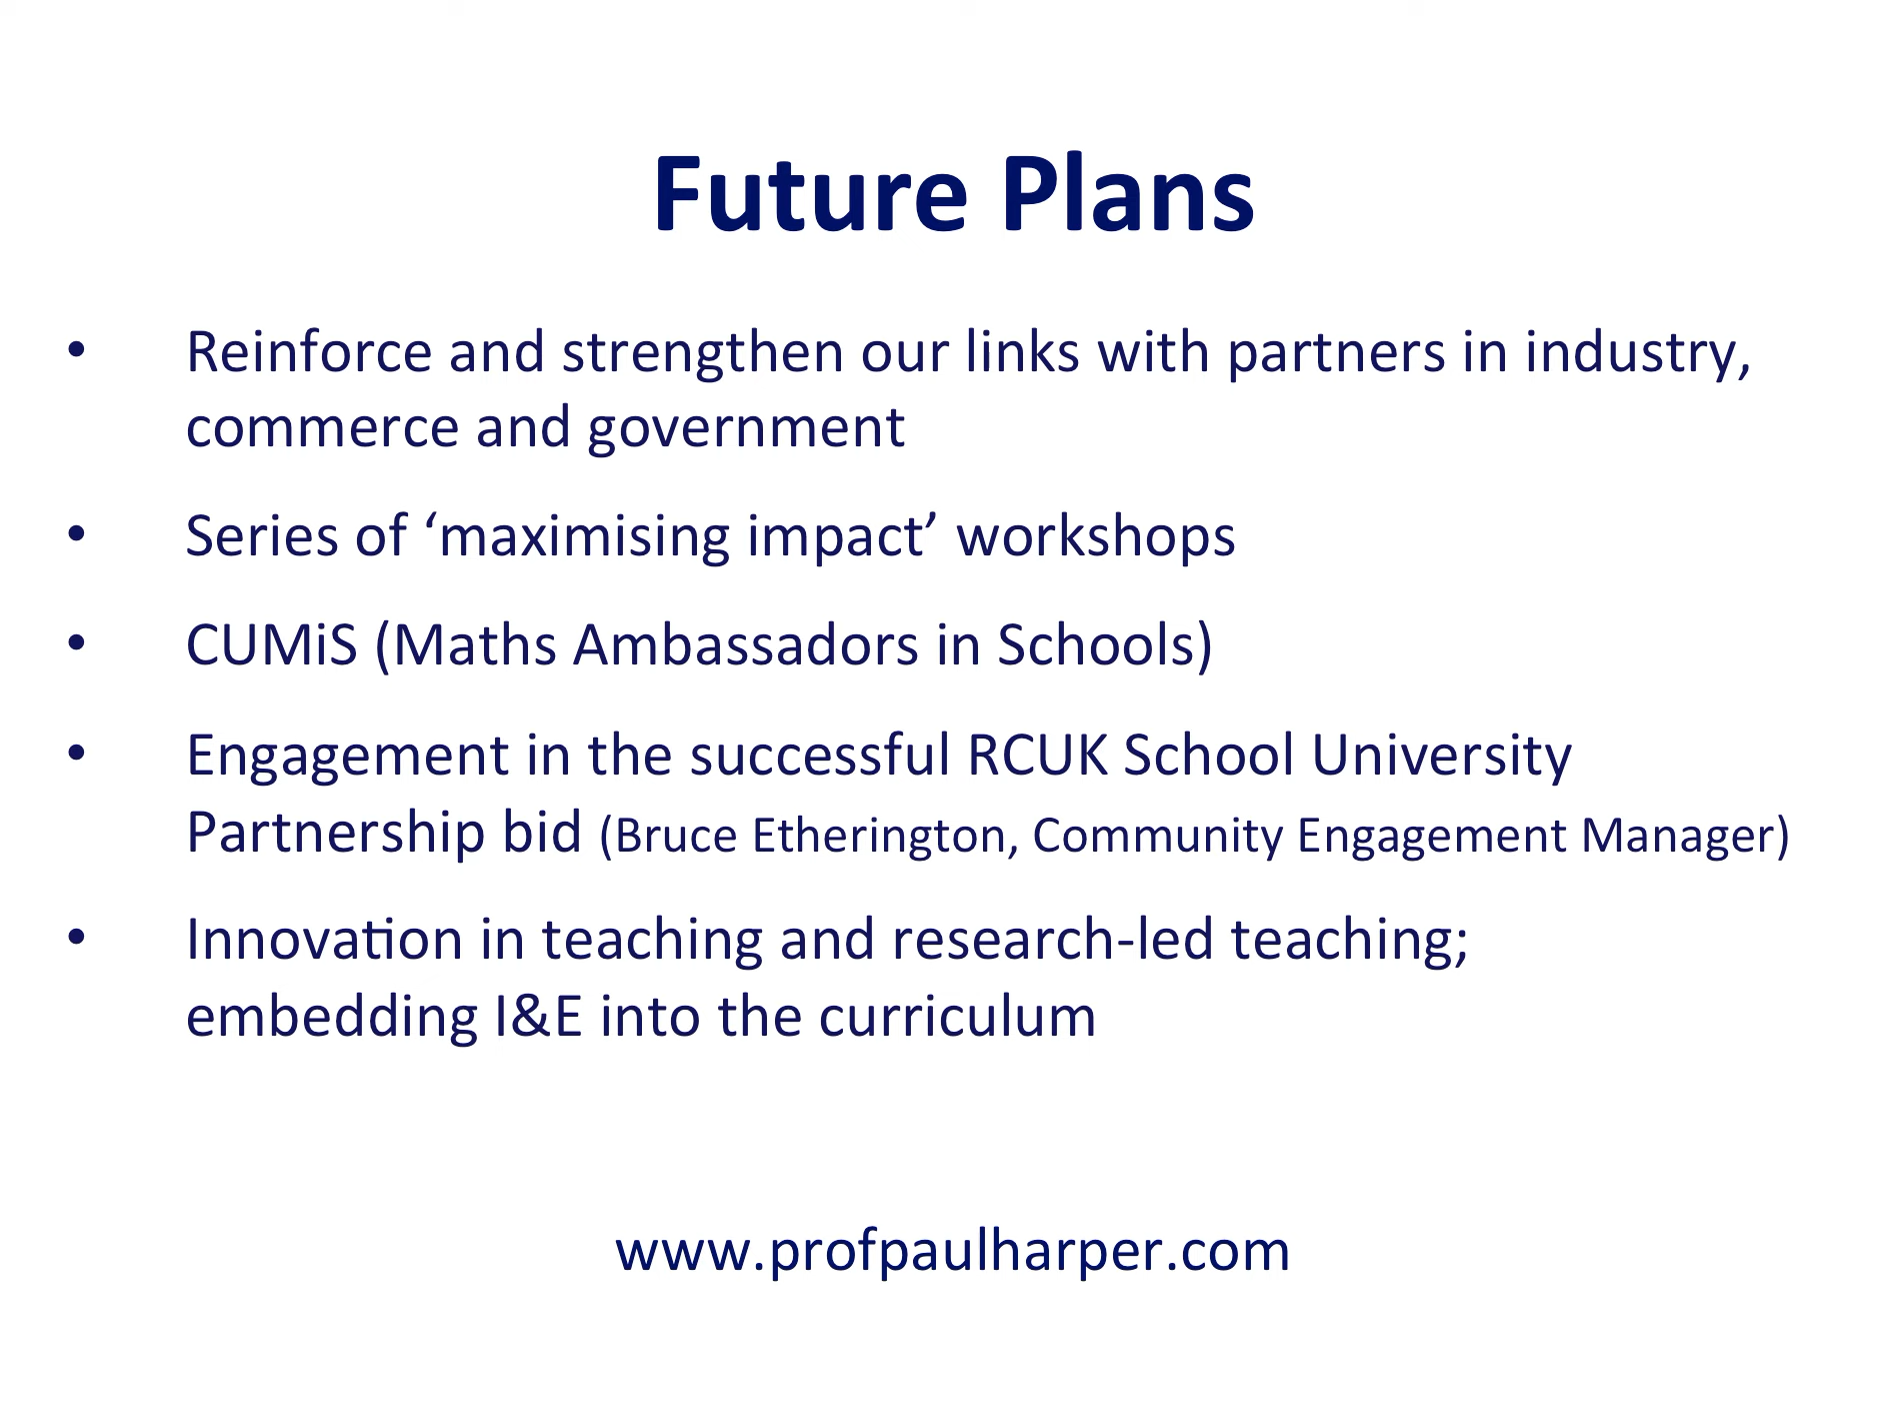 Future Plans
• Reinforce and strengthen our links with partners in industry,
commerce and government
• Series of ‘maximising impact’ workshops
• CUMiS (Maths Ambassadors in Schools)
• Engagement in the successful RCUK School University
Partnership bid (Bruce Etherington, Community Engagement Manager)
• Innovation in teaching and research-led teaching;
embedding I&E into the curriculum
www.profpaulharper.com